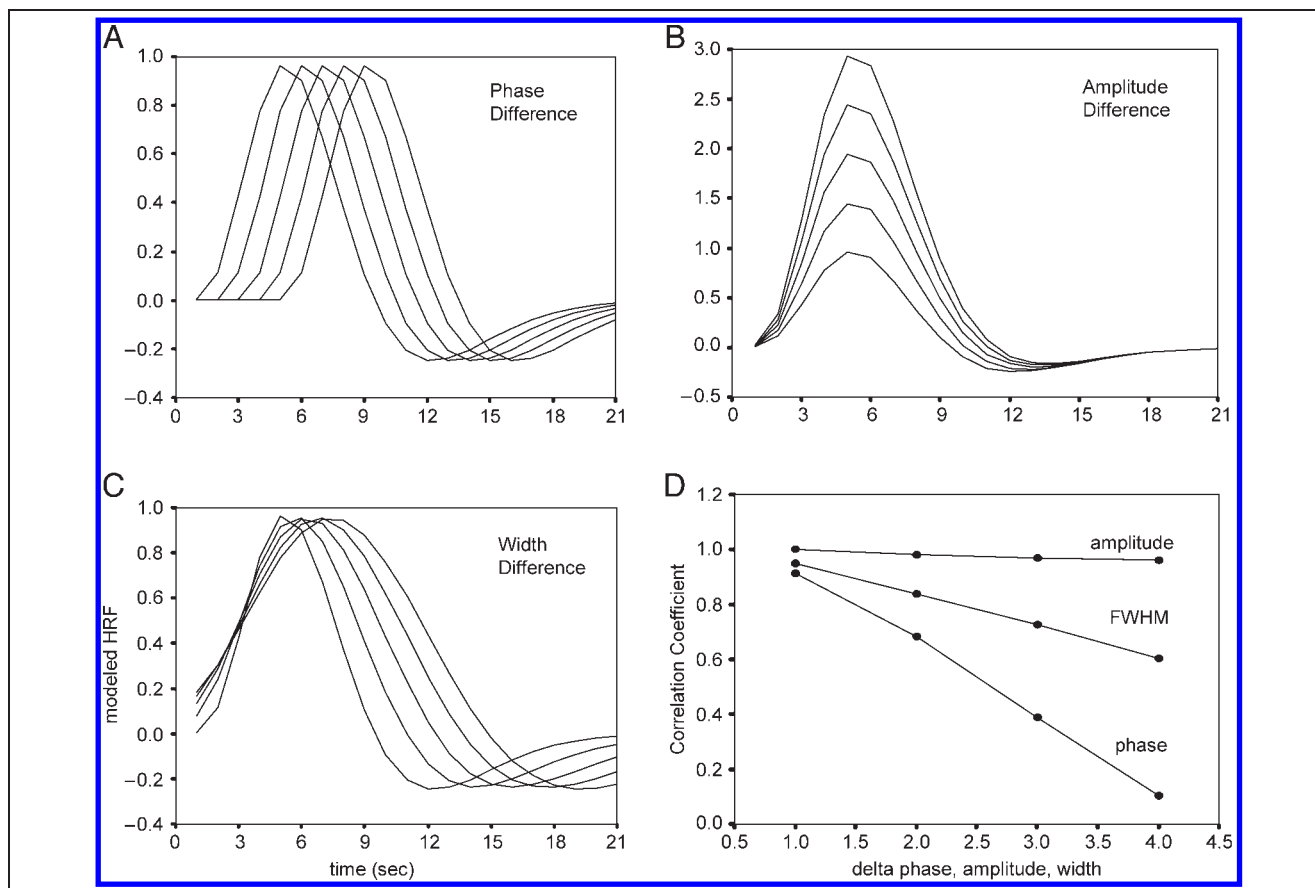 A
1.0
0.8
0.6
0.4
0.2
0.0
−0.2
−0.4
0 3 6 9 12 15 18 21
Phase
Difference
B
3.0
2.5
2.0
1.5
1.0
0.5
0.0
−0.5
0 3 6 9 12 15 18 21
Amplitude
Difference
C
modeled HRF
1.0
0.8
0.6
0.4
0.2
0.0
−0.2
−0.4
0 3 6 9 12 15 18 21
time (sec)
Width
Difference
D
Correlation Coefficient
1.2
1.0
0.8
0.6
0.4
0.2
0.0
0.5 1.0 1.5 2.0 2.5 3.0 3.5 4.0 4.5
delta phase, amplitude, width
amplitude
FWHM
phase